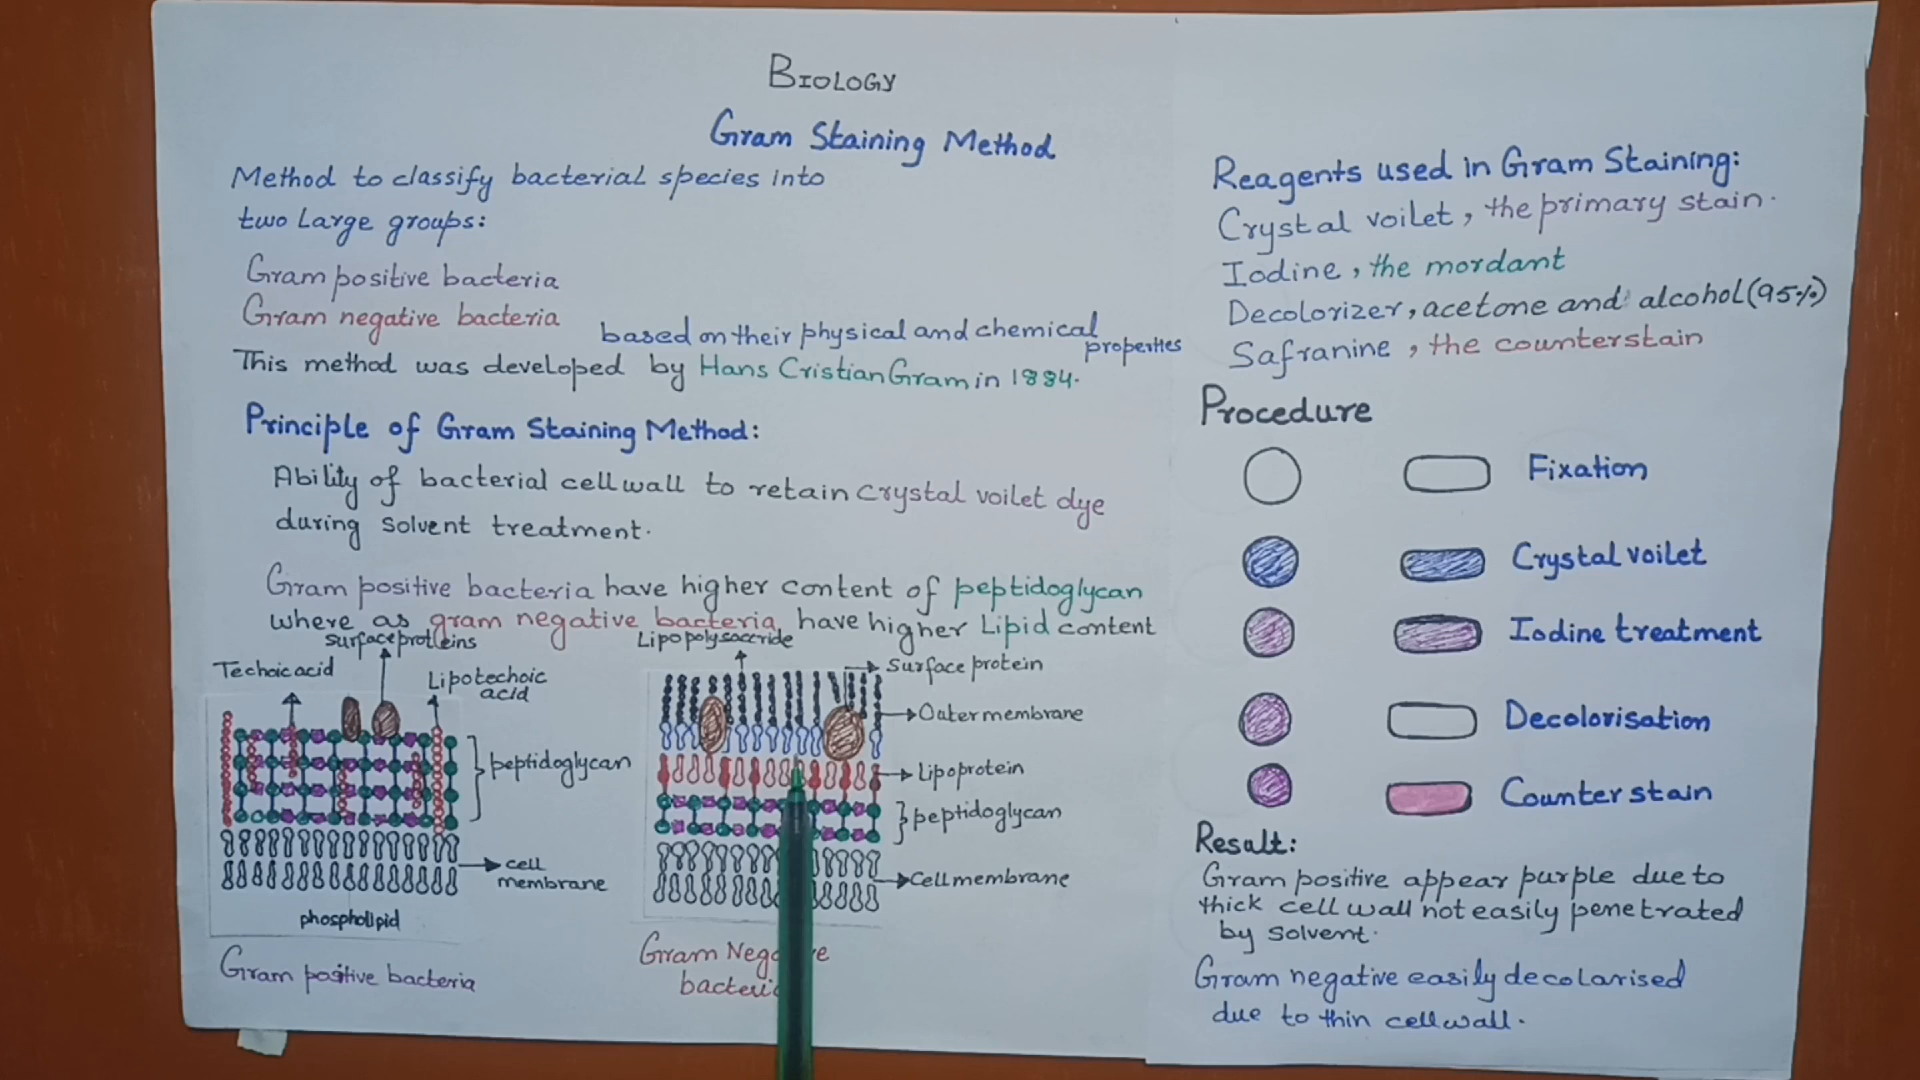 BIOLOGY
Gram Staining Method
Method to classify bacterial species into
two Large groups:
Gram positive bacteria
Gram negative bacteria
based on their physical and chemical
properties
This method was developed by Hans Cristian Gram in 1884.
Principle of Gram Staining Method:
Ability of bacterial cell wall to retain crystal voilet dye
during solvent treatment.
Gram positive bacteria have higher content of peptidoglycan
where as gram negative bacteria have higher Lipid content
Surface proteins
Techoic acid
Lipotechoic
acid
peptidoglycan
cell
membrane
phospholipid
Gram positive bacteria
Lipopolysaccride
Surface protein
Outer membrane
Lipoprotein
peptidoglycan
Cell membrane
Gram
bacteri
Reagents used in Gram Staining:
Crystal voilet, the primary stain.
Iodine, the mordant
Decolorizer, acetone and alcohol (95%)
Safranine, the counterstain
Procedure
Fixation
Crystal voilet
Iodine treatment
Decolorisation
Counter stain
Result:
Gram positive appear purple due to
thick cell wall not easily penetrated
by solvent.
Gram negative easily decolarised
due to thin cell wall.